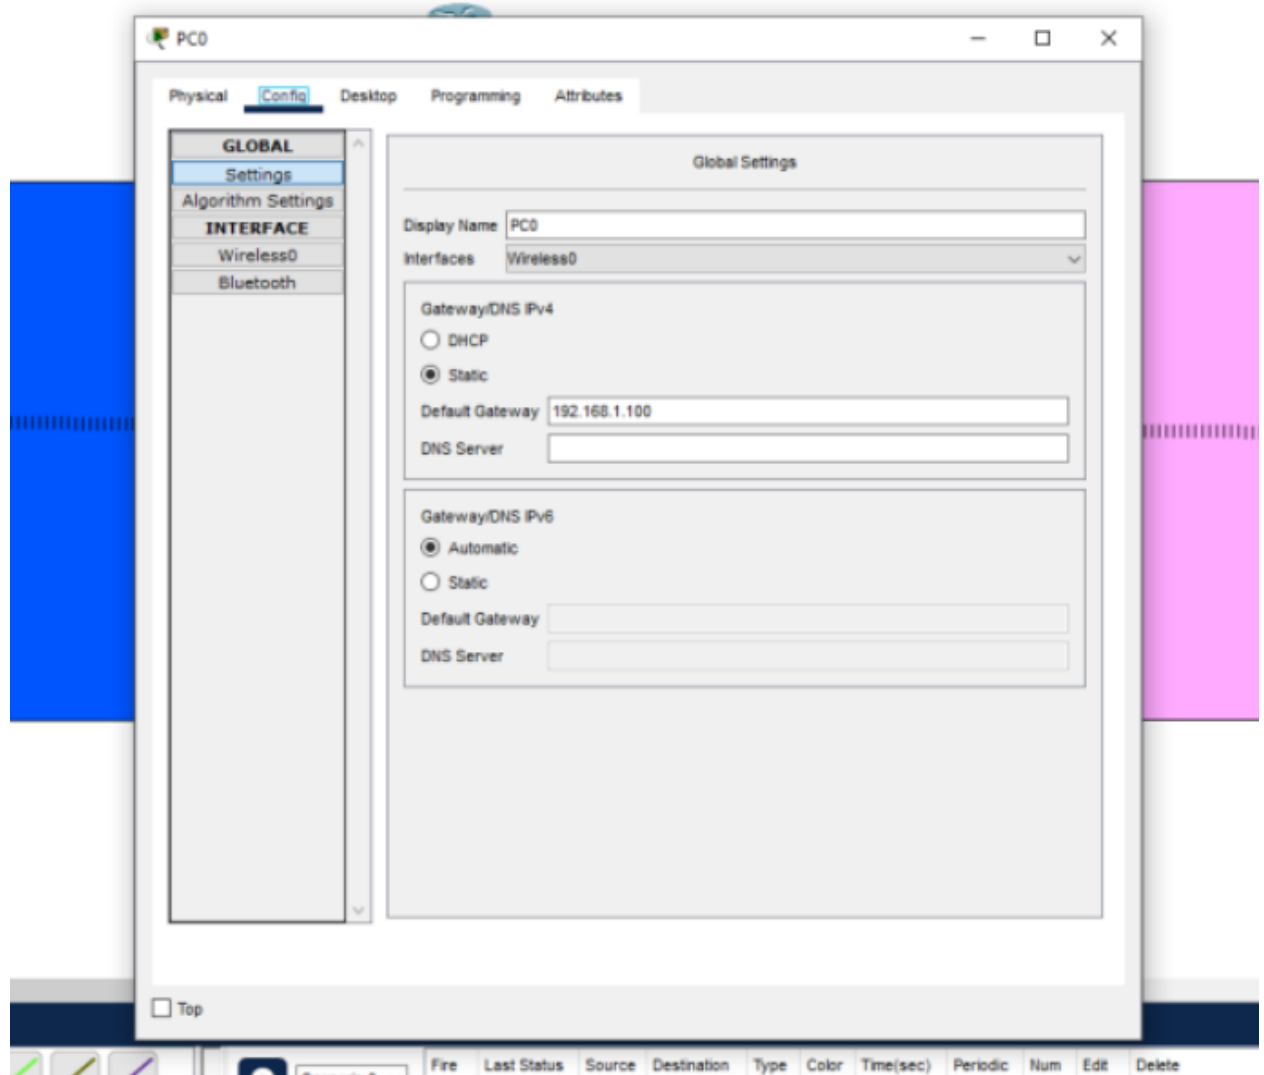 PC0
Physical Config Desktop Programming Attributes
GLOBAL
Settings
Algorithm Settings
INTERFACE
Wireless0
Bluetooth
Global Settings
Display Name PC0
Interfaces Wireless0
Gateway/DNS IPv4
DHCP
Static
Default Gateway 192.168.1.100
DNS Server
Gateway/DNS IPv6
Automatic
Static
Default Gateway
DNS Server
Top
Fire Last Status Source Destination Type Color Time(sec) Periodic Num Edit Delete